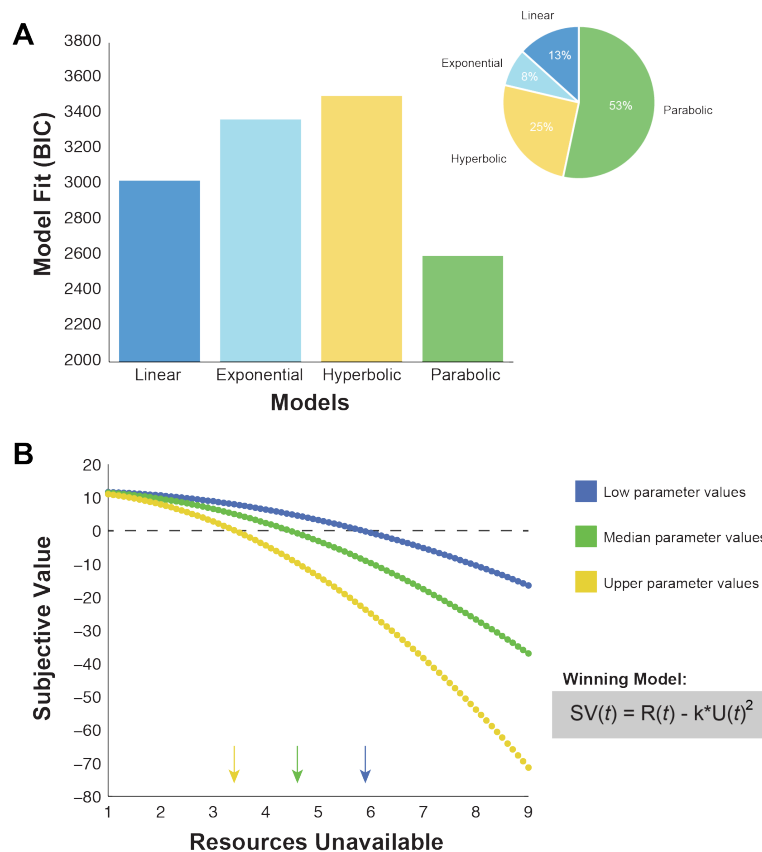 A
3800
3600
3400
3200
3000
2800
2600
2400
2200
2000
Model Fit (BIC)
Linear Exponential Hyperbolic Parabolic
Models
Linear
13%
Exponential
8%
53%
Parabolic
25%
Hyperbolic
B
20
10
0
−10
−20
−30
−40
−50
−60
−70
−80
Subjective Value
1 2 3 4 5 6 7 8 9
Resources Unavailable
Low parameter values
Median parameter values
Upper parameter values
Winning Model:
SV(t) = R(t) - k*U(t)²